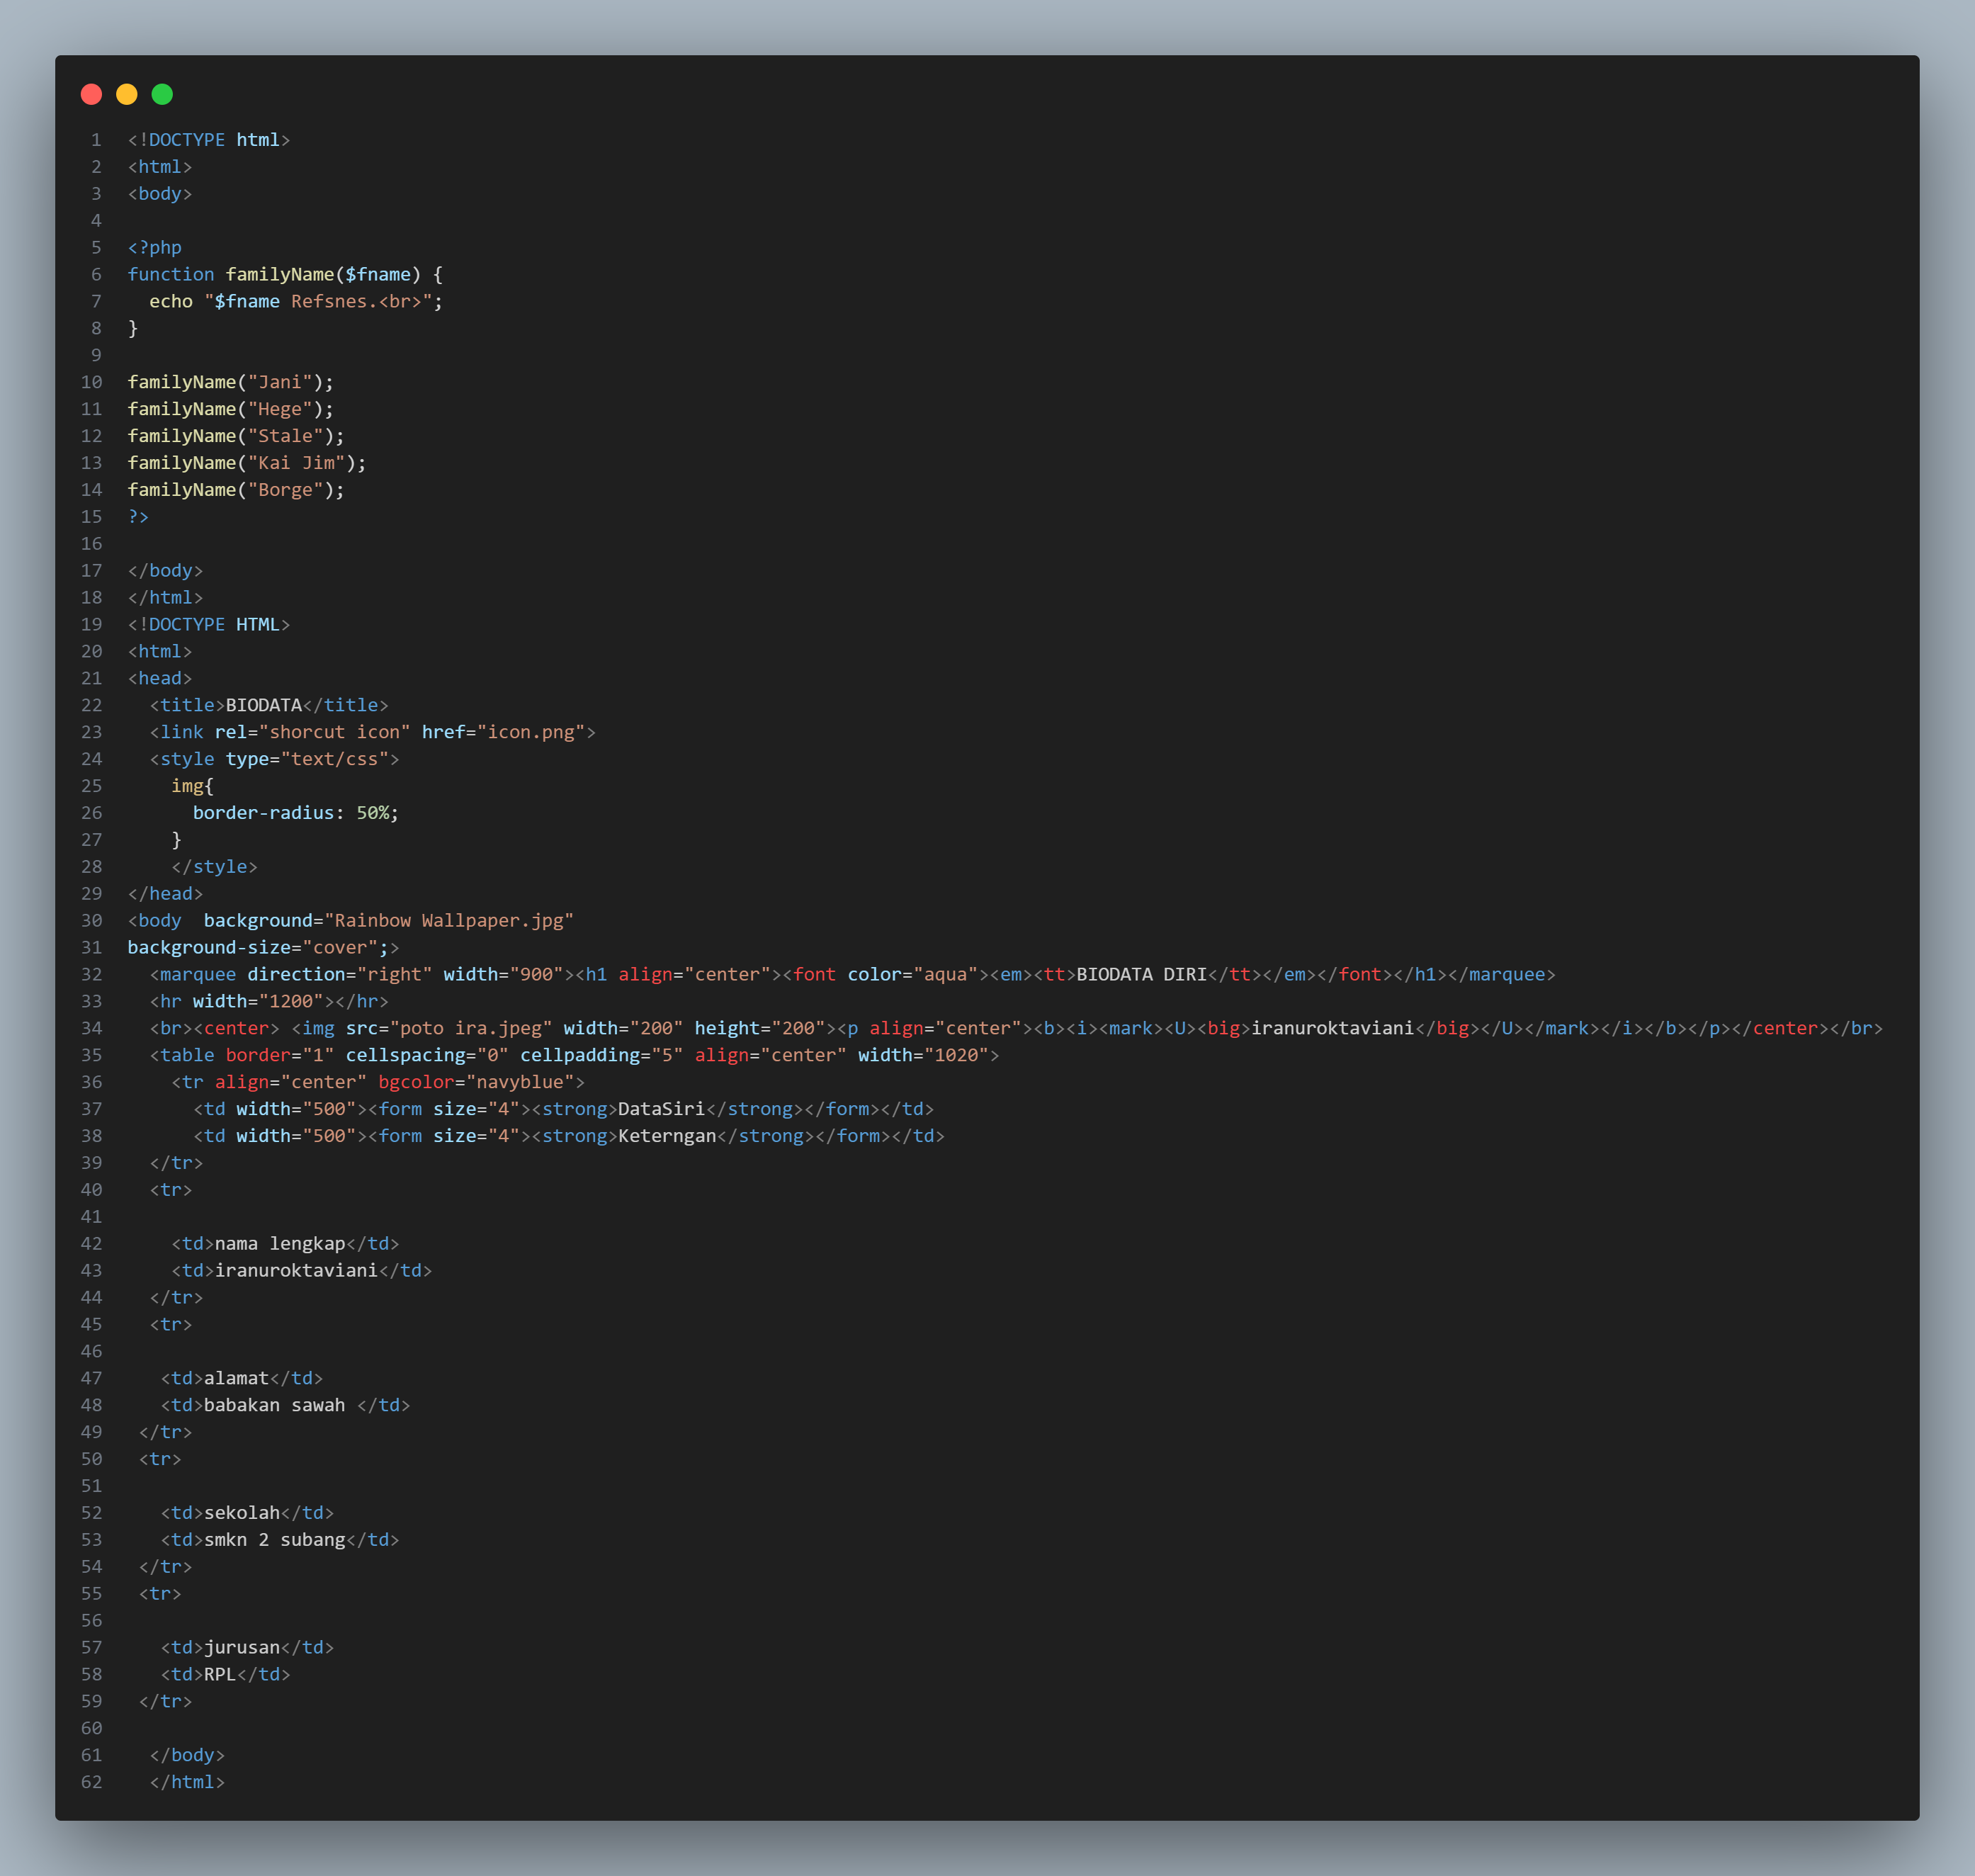 1 <!DOCTYPE html>
2 <html>
3 <body>
4
5 <?php
6 function familyName($fname) {
7   echo "$fname Refsnes.<br>";
8 }
9
10 familyName("Jani");
11 familyName("Hege");
12 familyName("Stale");
13 familyName("Kai Jim");
14 familyName("Borge");
15 ?>
16
17 </body>
18 </html>
19 <!DOCTYPE HTML>
20 <html>
21 <head>
22   <title>BIODATA</title>
23   <link rel="shorcut icon" href="icon.png">
24   <style type="text/css">
25     img{
26       border-radius: 50%;
27     }
28     </style>
29 </head>
30 <body  background="Rainbow Wallpaper.jpg"
31 background-size="cover";>
32   <marquee direction="right" width="900"><h1 align="center"><font color="aqua"><em><tt>BIODATA DIRI</tt></em></font></h1></marquee>
33   <hr width="1200"></hr>
34   <br><center> <img src="poto ira.jpeg" width="200" height="200"><p align="center"><b><i><mark><U><big>iranuroktaviani</big></U></mark></i></b></p></center></br>
35   <table border="1" cellspacing="0" cellpadding="5" align="center" width="1020">
36     <tr align="center" bgcolor="navyblue">
37       <td width="500"><form size="4"><strong>DataSiri</strong></form></td>
38       <td width="500"><form size="4"><strong>Keterngan</strong></form></td>
39   </tr>
40   <tr>
41
42     <td>nama lengkap</td>
43     <td>iranuroktaviani</td>
44   </tr>
45   <tr>
46
47    <td>alamat</td>
48    <td>babakan sawah </td>
49  </tr>
50  <tr>
51
52    <td>sekolah</td>
53    <td>smkn 2 subang</td>
54  </tr>
55  <tr>
56
57    <td>jurusan</td>
58    <td>RPL</td>
59  </tr>
60
61   </body>
62   </html>